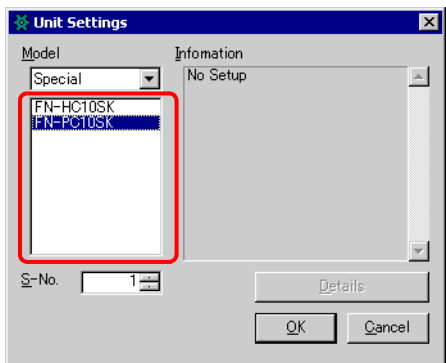 Unit Settings
Model
Infomation
Special
No Setup
FN-HC10SK
FN-PC10SK
S-No.
1
Details
OK
Cancel